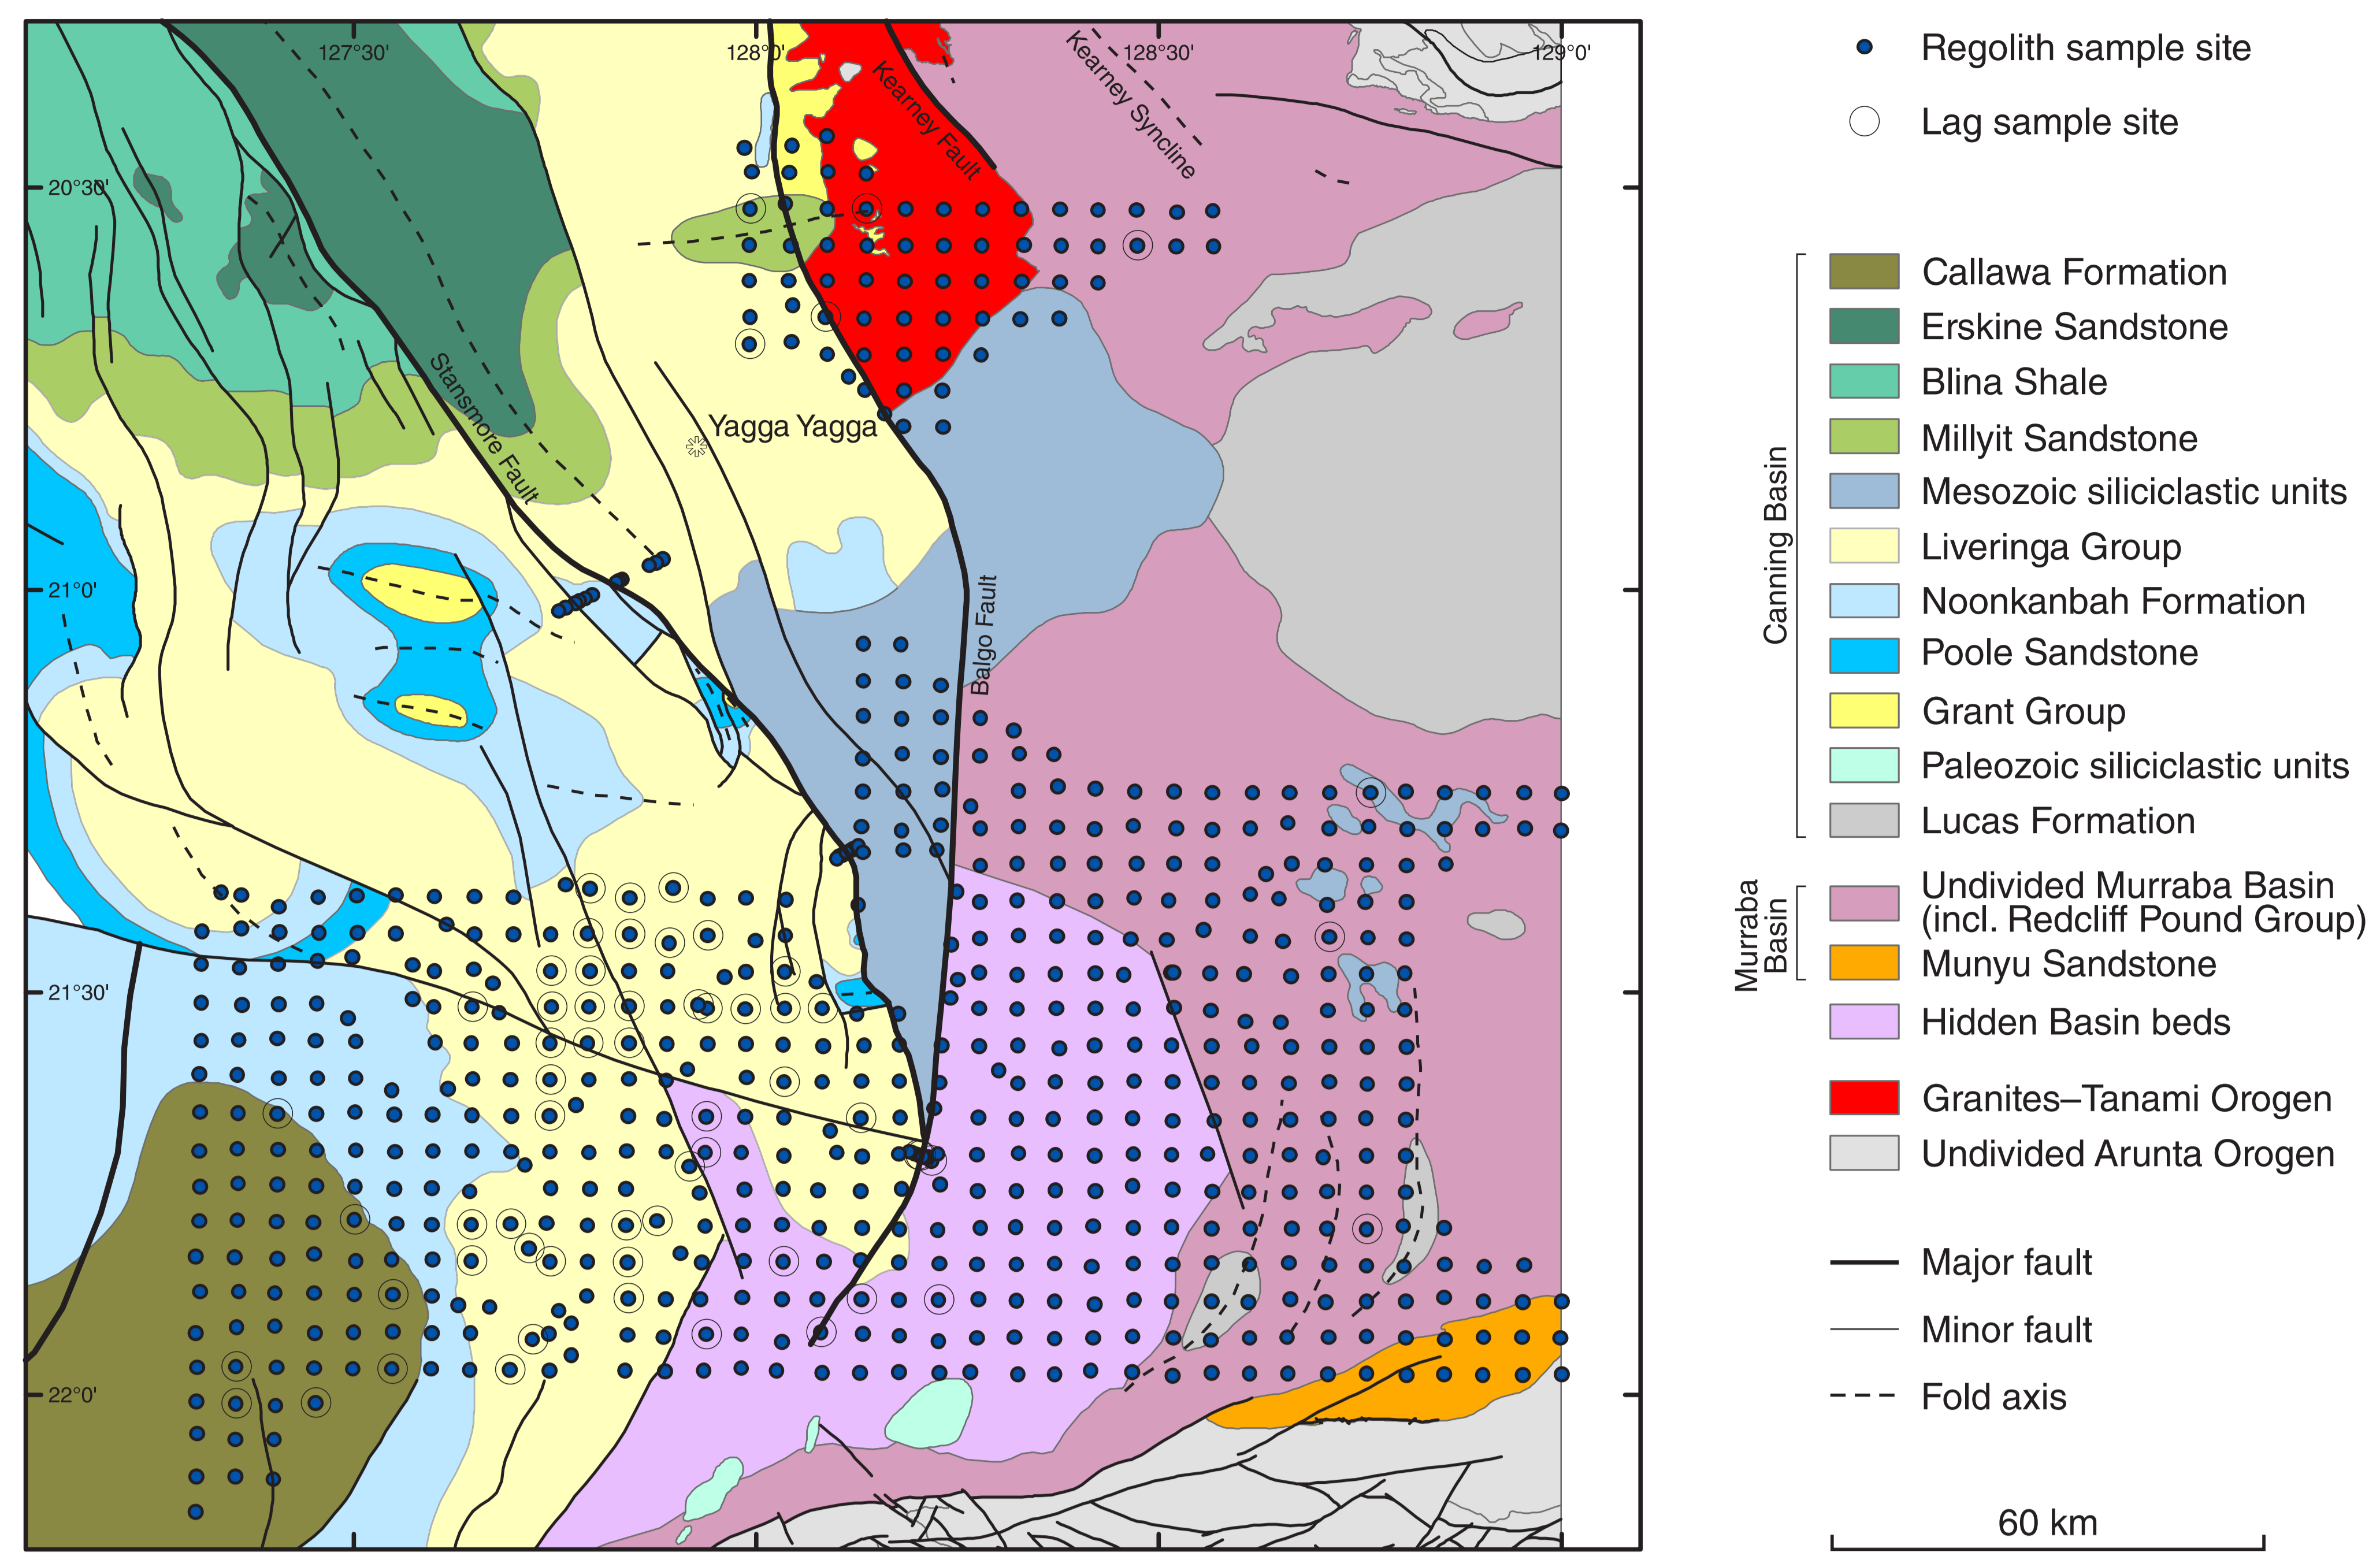 127°30'
128°0'
128°30'
129°0'
20°30'
21°0'
21°30'
22°0'
Kearney Fault
Kearney Syncline
Stansmore Fault
Yagga Yagga
Balgo Fault
Regolith sample site
Lag sample site
Canning Basin
Callawa Formation
Erskine Sandstone
Blina Shale
Millyit Sandstone
Mesozoic siliciclastic units
Liveringa Group
Noonkanbah Formation
Poole Sandstone
Grant Group
Paleozoic siliciclastic units
Lucas Formation
Murraba
Basin
Undivided Murraba Basin
(incl. Redcliff Pound Group)
Munyu Sandstone
Hidden Basin beds
Granites–Tanami Orogen
Undivided Arunta Orogen
Major fault
Minor fault
Fold axis
60 km